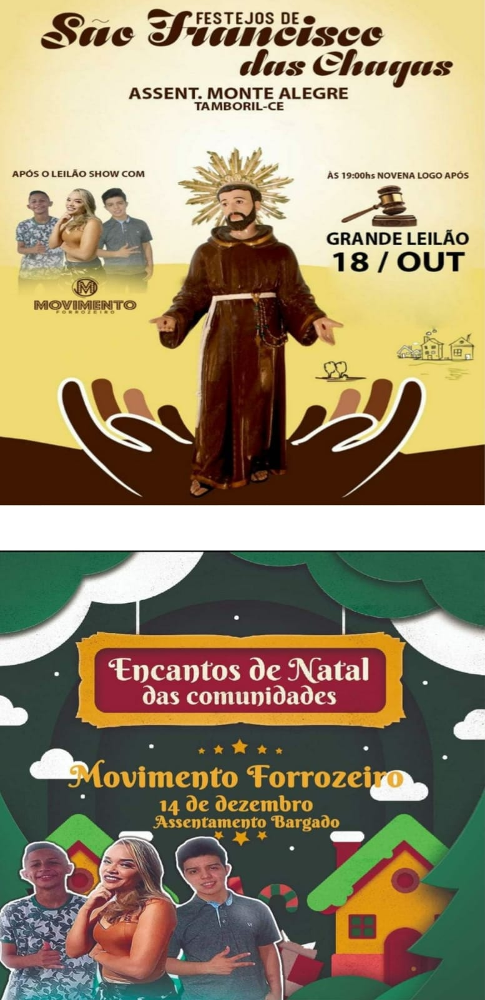 FESTEJOS DE
São Francisco
das Chagas
ASSENT. MONTE ALEGRE
TAMBORIL-CE
APÓS O LEILÃO SHOW COM
MOVIMENTO
FORROZEIRO
ÀS 19:00hs NOVENA LOGO APÓS
GRANDE LEILÃO
18 / OUT
Encantos de Natal
das comunidades
Movimento Forrozeiro
14 de dezembro
Assentamento Bargado